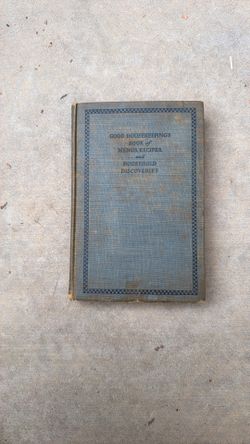 GOOD HOUSEKEEPING'S
BOOK of
MENUS, RECIPES
and
HOUSEHOLD
DISCOVERIES